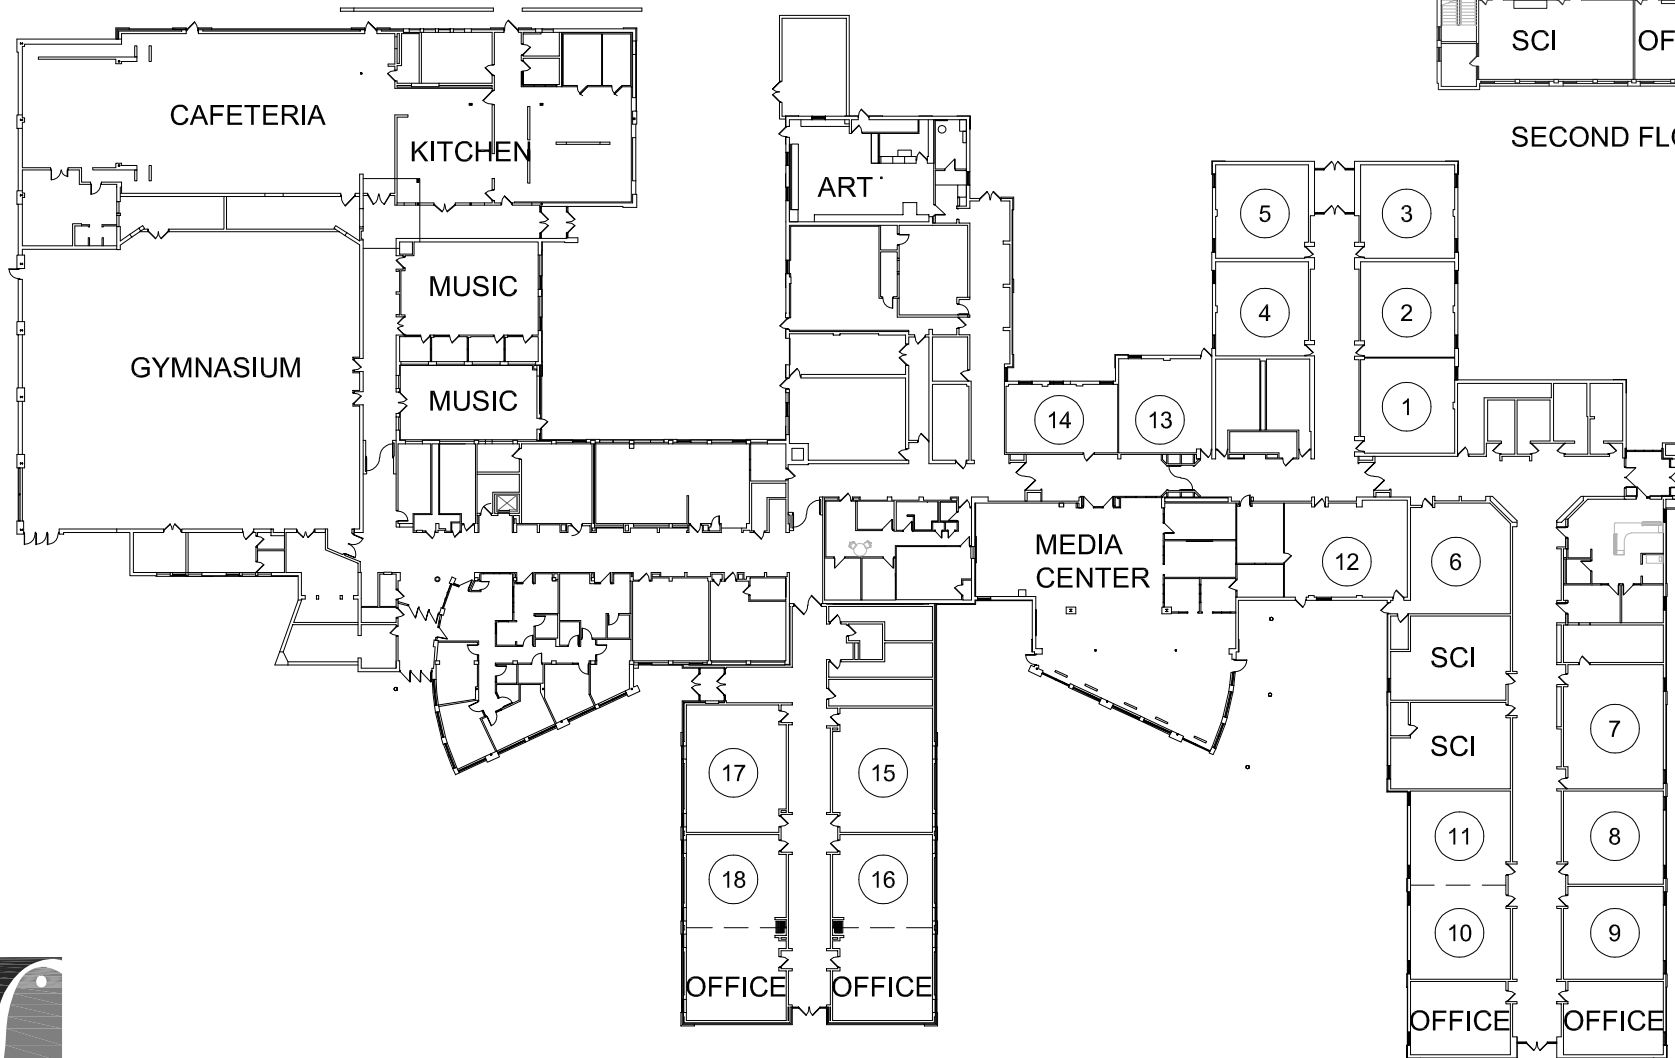 SCI
OF
SECOND FLO
CAFETERIA
KITCHEN
ART
5
3
MUSIC
4
2
GYMNASIUM
MUSIC
14
13
1
MEDIA
CENTER
12
6
SCI
7
SCI
17
15
11
8
18
16
10
9
OFFICE
OFFICE
OFFICE
OFFICE